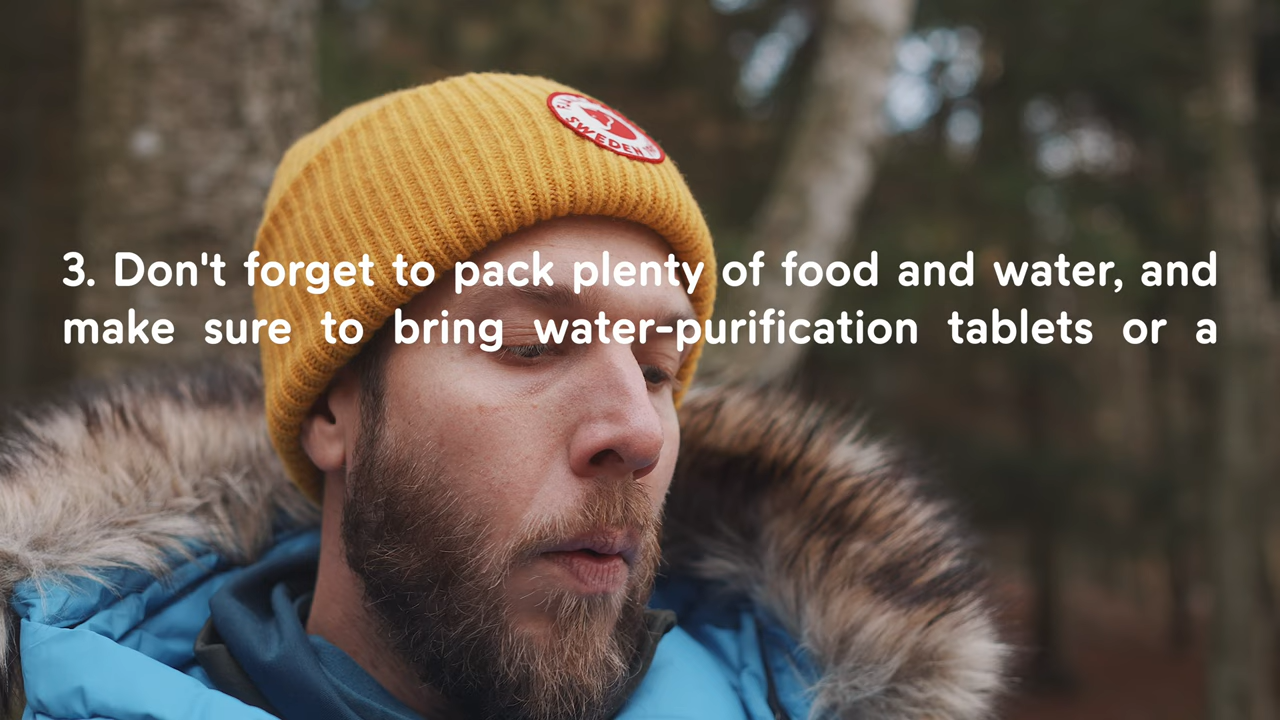 SWEDEN
3. Don't forget to pack plenty of food and water, and
make sure to bring water-purification tablets or a